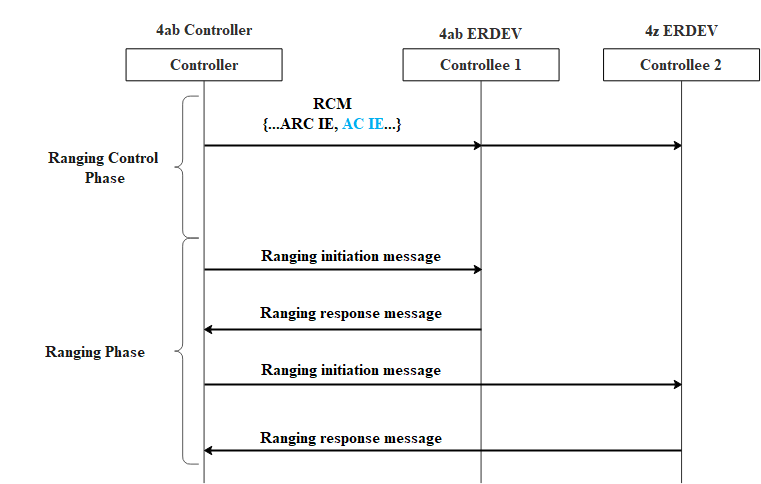 4ab Controller
4ab ERDEV
4z ERDEV
Controller
Controllee 1
Controllee 2
RCM
{...ARC IE, AC IE...}
Ranging Control
Phase
Ranging initiation message
Ranging response message
Ranging Phase
Ranging initiation message
Ranging response message